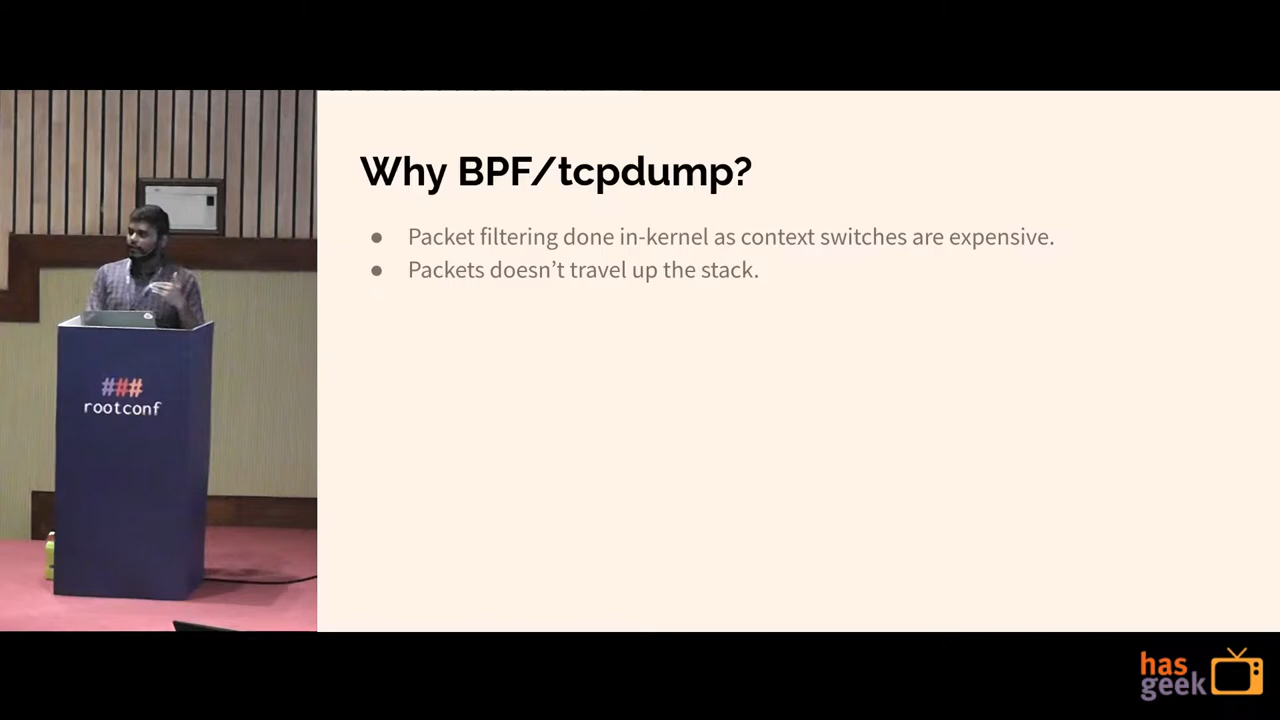 Why BPF/tcpdump?
● Packet filtering done in-kernel as context switches are expensive.
● Packets doesn't travel up the stack.
###
rootconf
has
geek